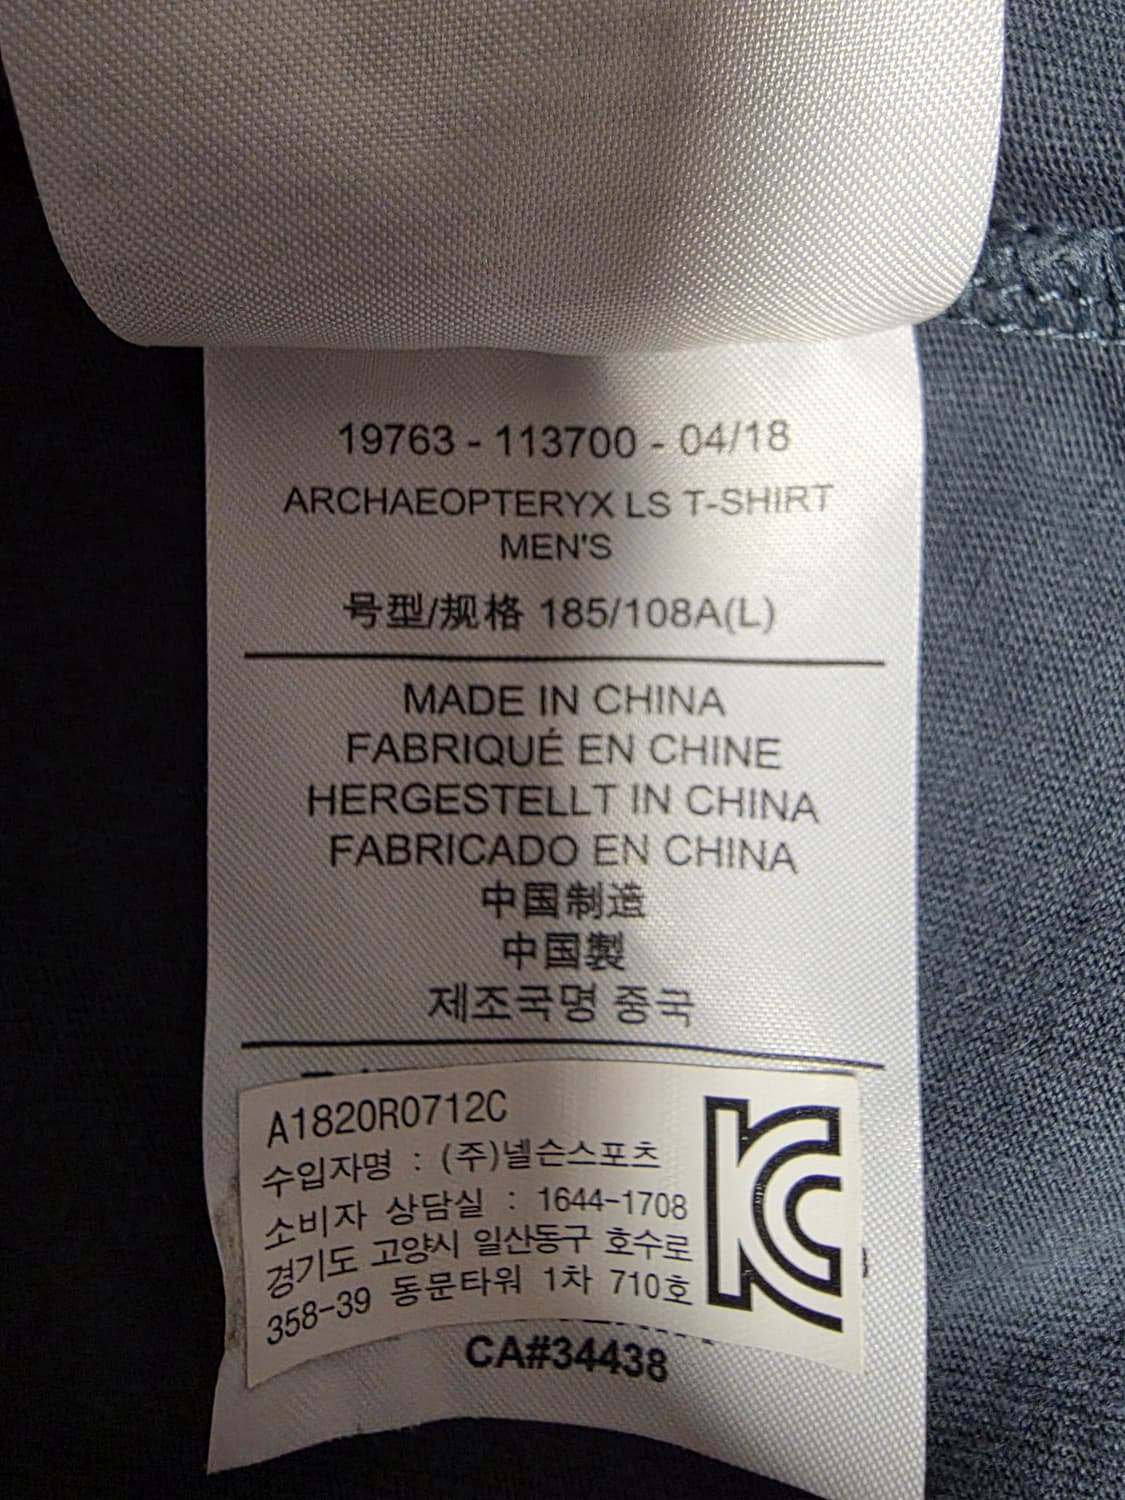 19763 - 113700 - 04/18
ARCHAEOPTERYX LS T-SHIRT
MEN'S
号型/规格 185/108A(L)
MADE IN CHINA
FABRIQUÉ EN CHINE
HERGESTELLT IN CHINA
FABRICADO EN CHINA
中国制造
中国製
제조국명 중국
A1820R0712C
수입자명 : (주)넬슨스포츠
소비자 상담실 : 1644-1708
경기도 고양시 일산동구 호수로
358-39 동문타워 1차 710호
KC
CA#34438